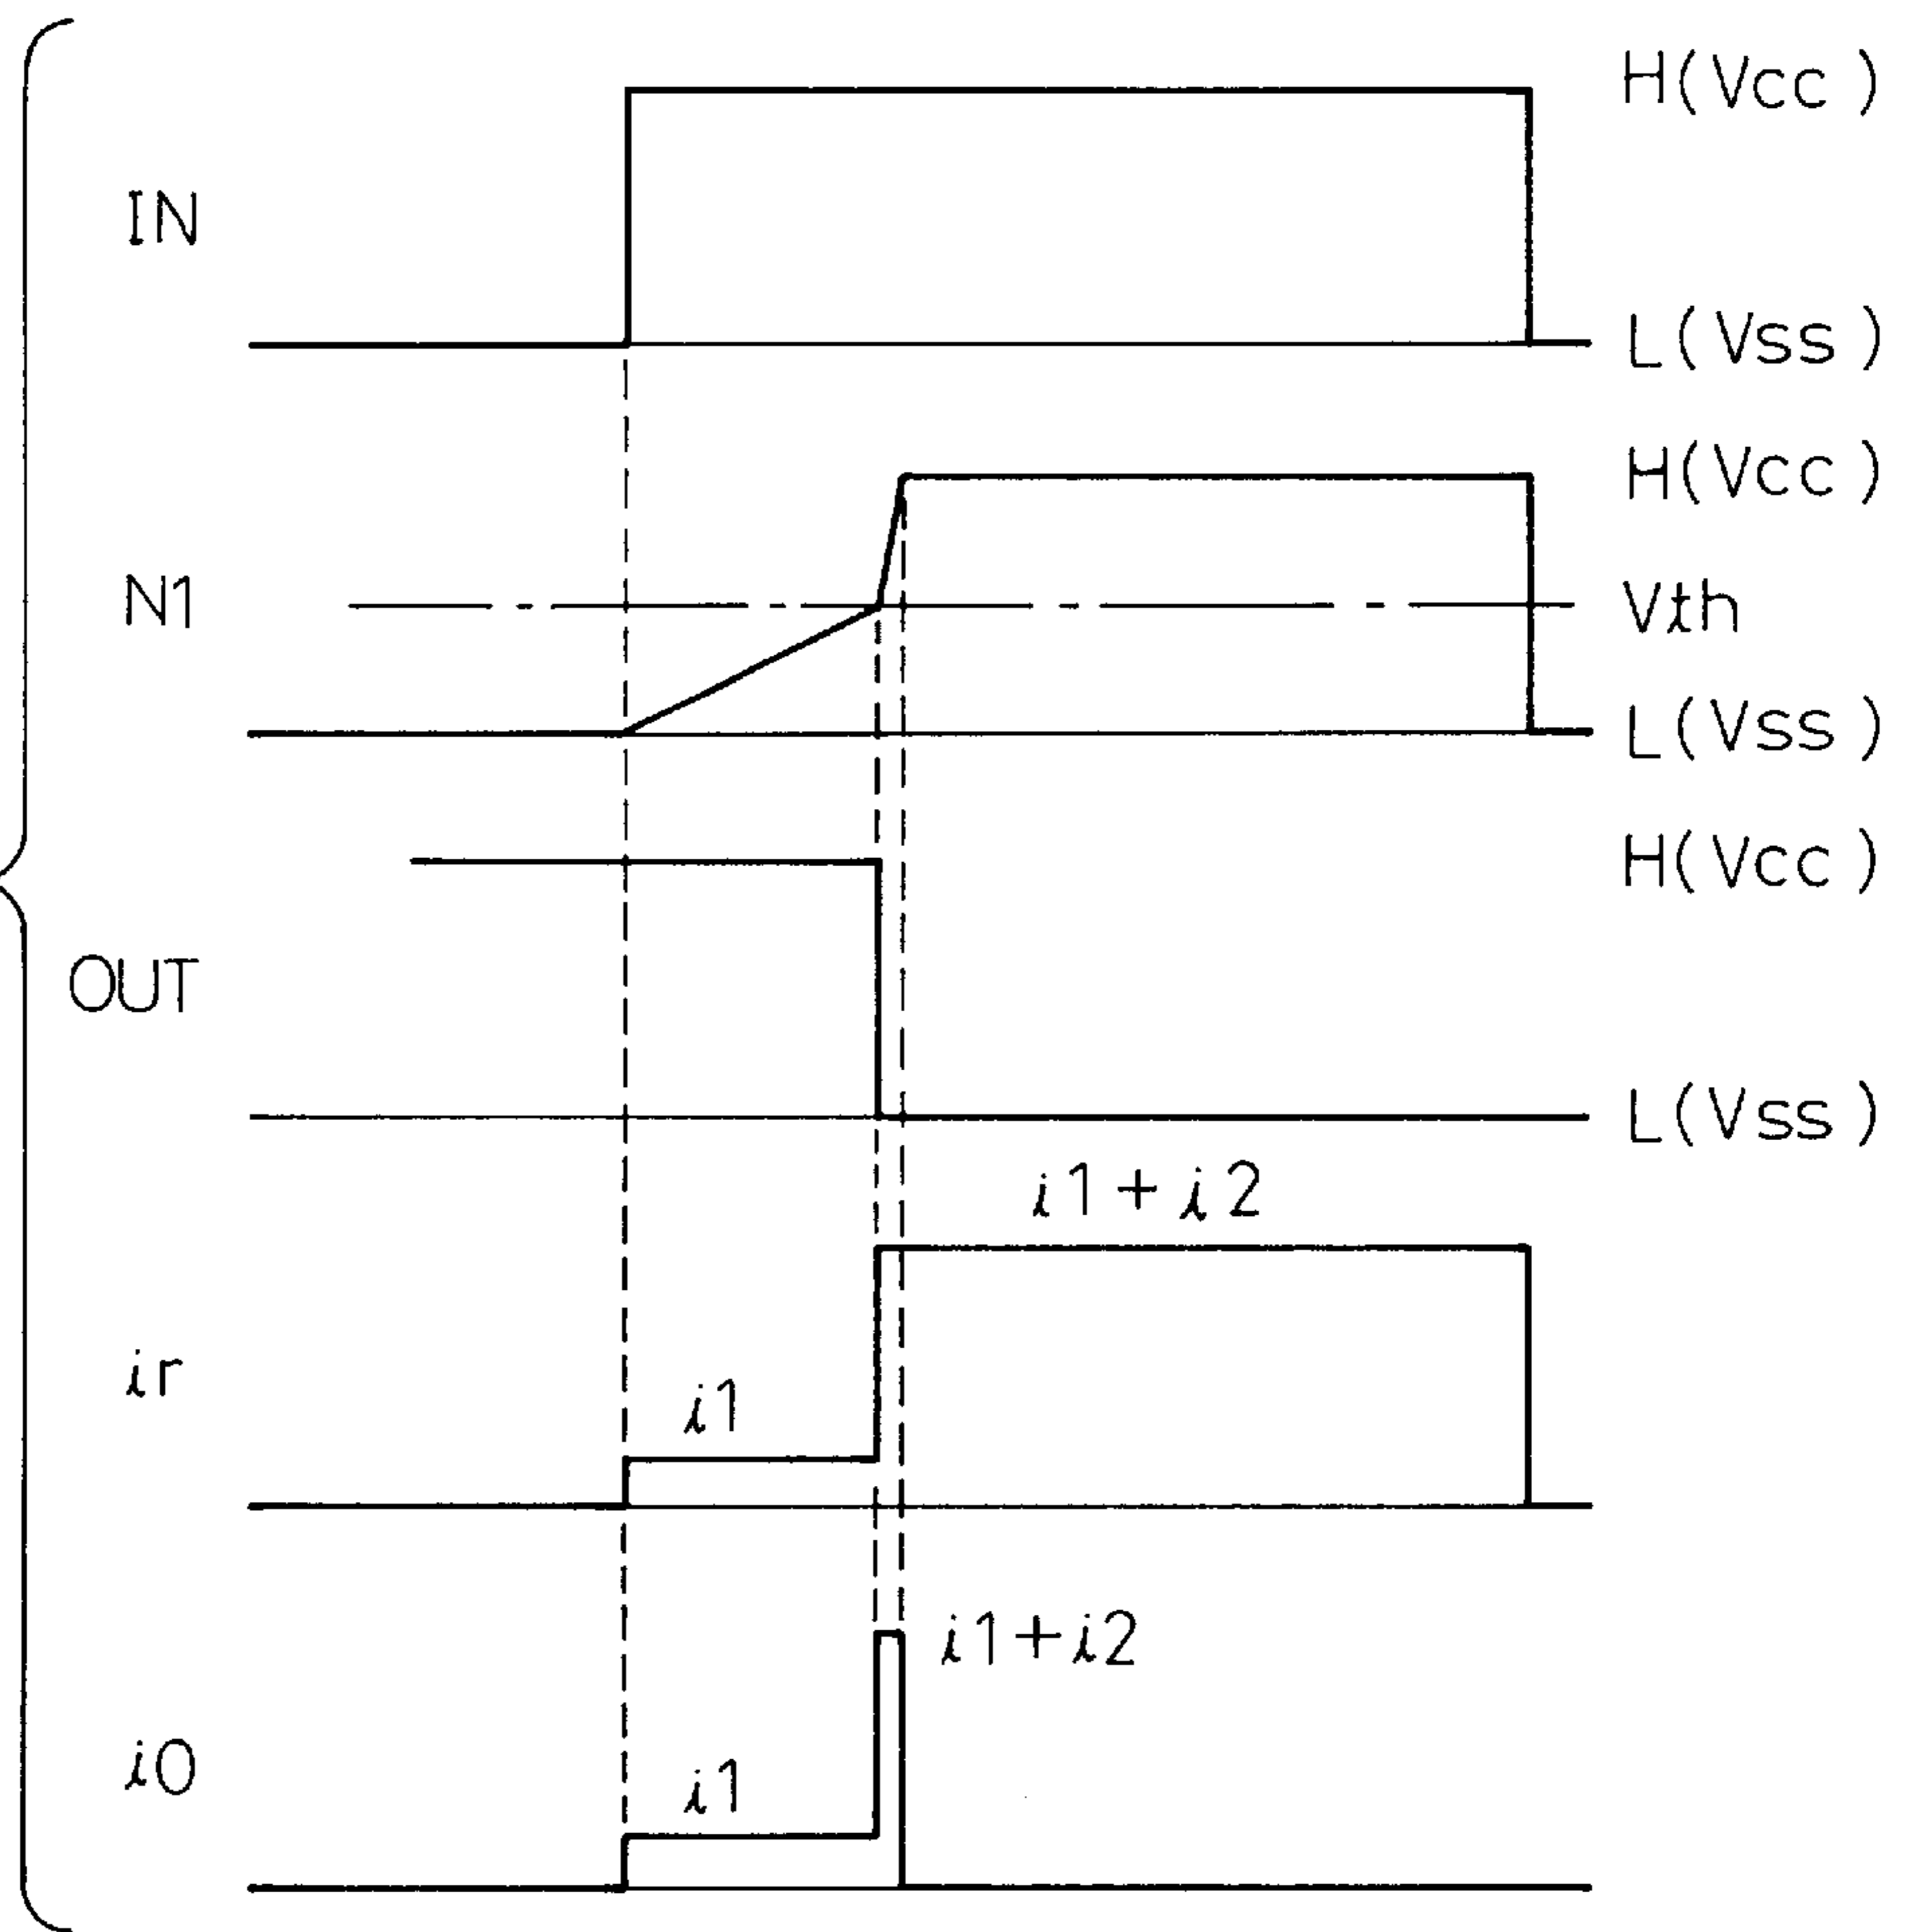 H(Vcc)
IN
L(Vss)
H(Vcc)
N1
Vth
L(Vss)
H(Vcc)
OUT
L(Vss)
i1+i2
ir
i1
i1+i2
i0
i1